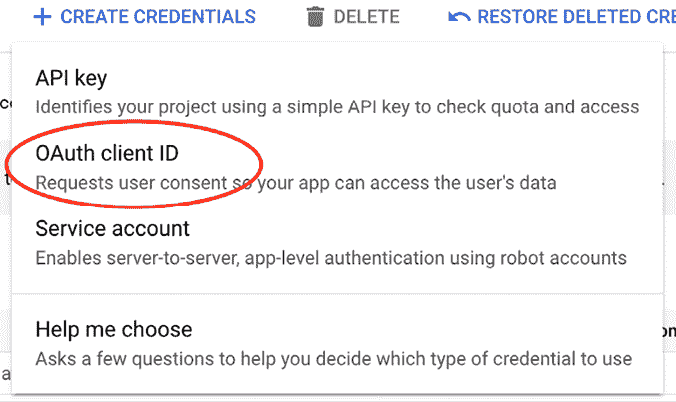 + CREATE CREDENTIALS DELETE RESTORE DELETED CRE
API key
Identifies your project using a simple API key to check quota and access
OAuth client ID
Requests user consent so your app can access the user's data
Service account
Enables server-to-server, app-level authentication using robot accounts
Help me choose
Asks a few questions to help you decide which type of credential to use